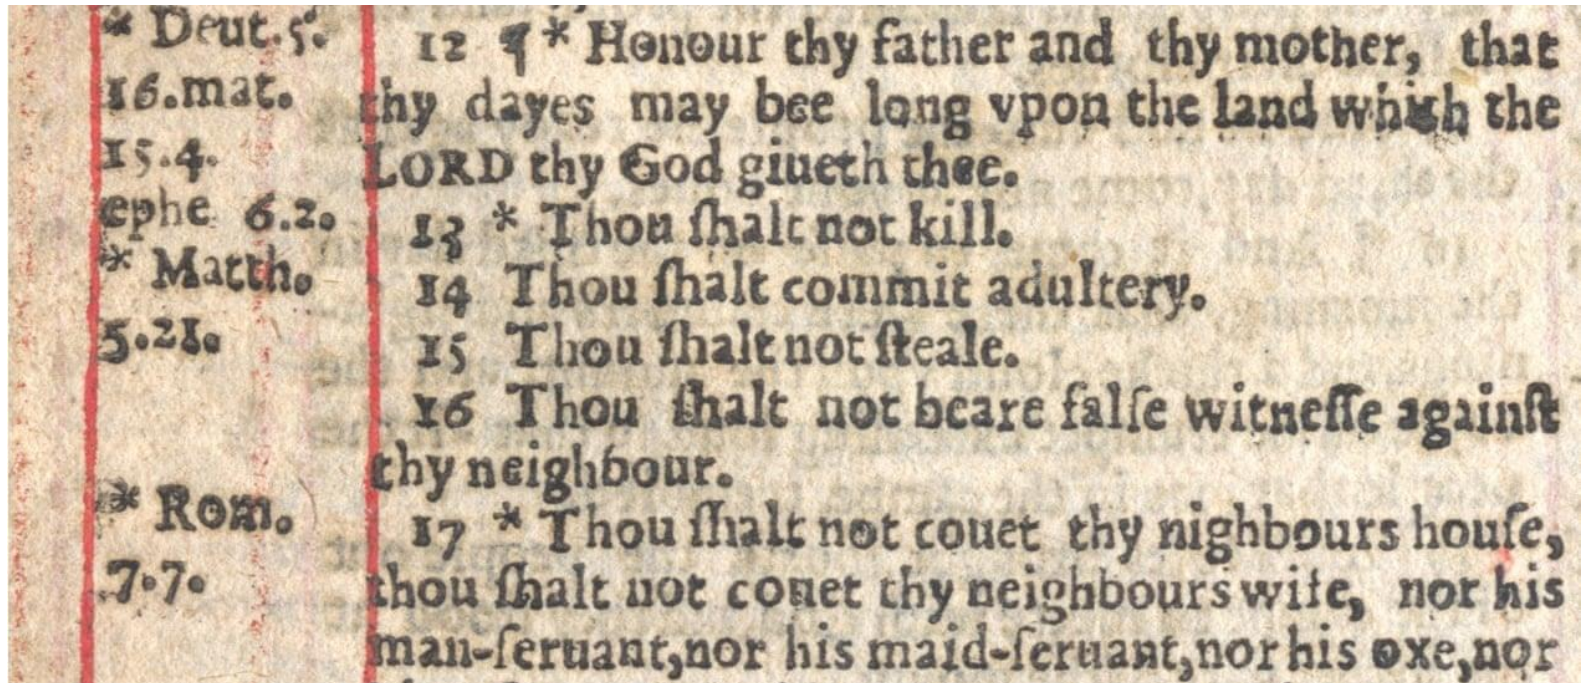 * Deut.5.
16.mat.
15.4.
ephe 6.2.
* Matth.
5.21.
* Rom.
7.7.
12 ¶ * Honour thy father and thy mother, that
thy dayes may bee long vpon the land which the
LORD thy God giueth thee.
13 * Thou ſhalt not kill.
14 Thou ſhalt commit adultery.
15 Thou ſhalt not ſteale.
16 Thou ſhalt not beare falſe witneſſe againſt
thy neighbour.
17 * Thou ſhalt not couet thy nighbours houſe,
thou ſhalt not couet thy neighbours wife, nor his
man-ſeruant,nor his maid-ſeruant,nor his oxe,nor